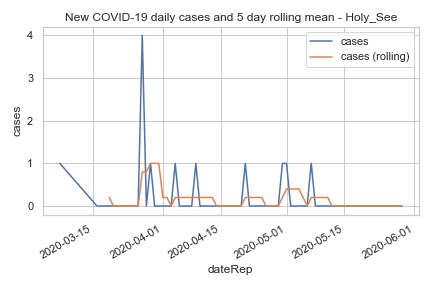 New COVID-19 daily cases and 5 day rolling mean - Holy_See
cases
cases (rolling)
4
3
2
1
0
cases
2020-03-15
2020-04-01
2020-04-15
2020-05-01
2020-05-15
2020-06-01
dateRep